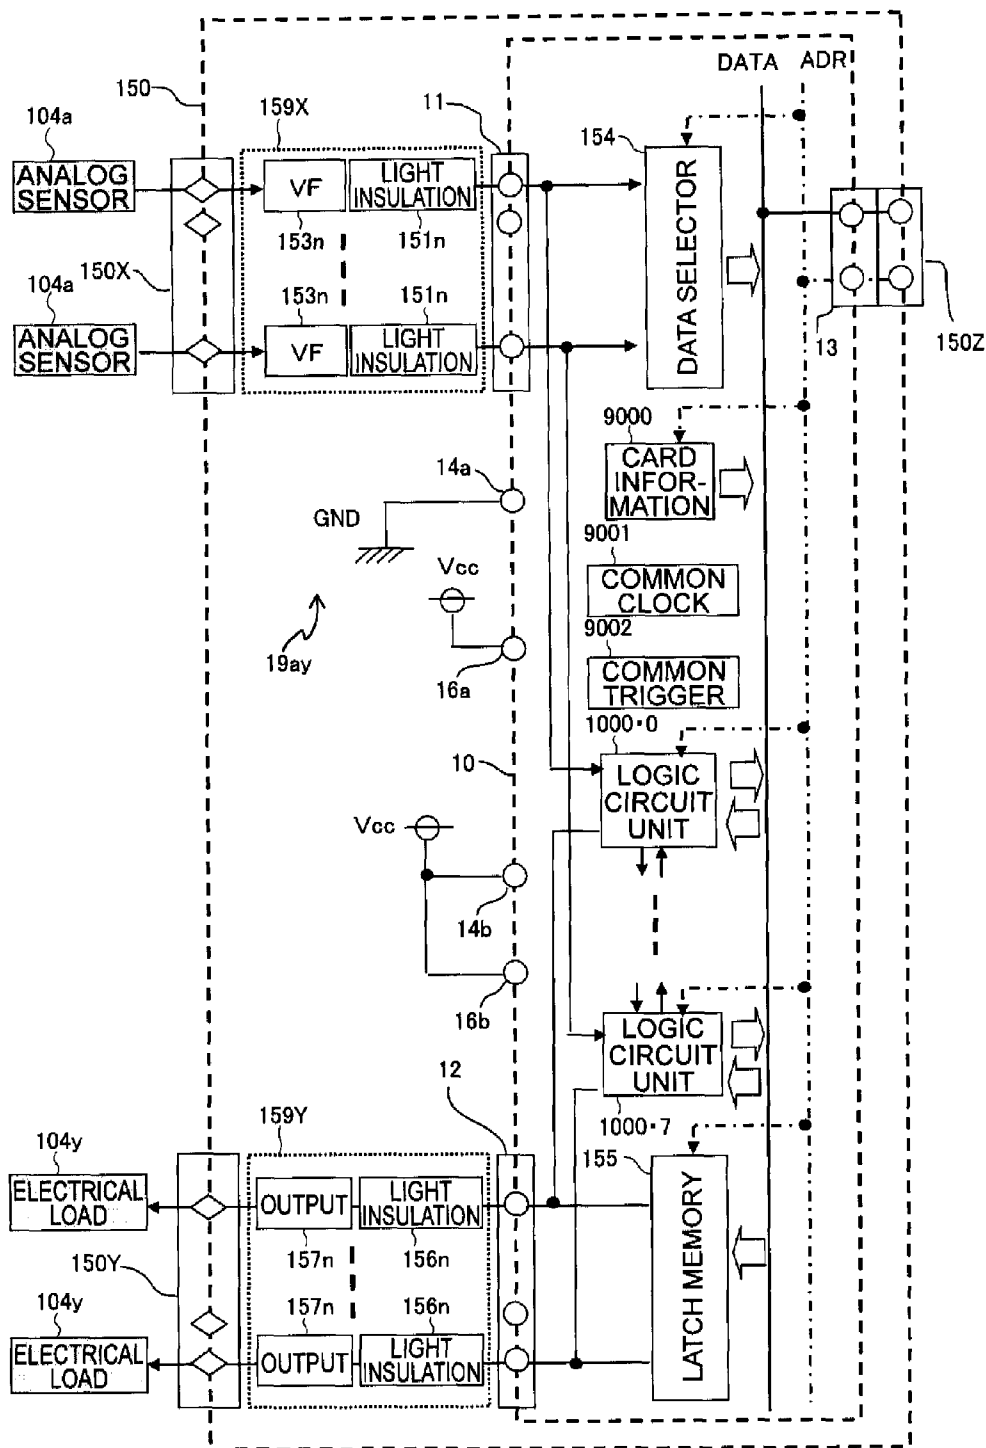 DATA ADR
150
159X
11
104a
154
ANALOG
SENSOR
VF
LIGHT
INSULATION
153n
151n
DATA SELECTOR
150X
104a
153n
151n
ANALOG
SENSOR
VF
LIGHT
INSULATION
13
150Z
9000
CARD
INFOR-
MATION
14a
GND
9001
COMMON
CLOCK
Vcc
9002
COMMON
TRIGGER
19ay
16a
1000・0
LOGIC
CIRCUIT
UNIT
10
Vcc
14b
16b
LOGIC
CIRCUIT
UNIT
1000・7
12
159Y
104y
155
ELECTRICAL
LOAD
OUTPUT
LIGHT
INSULATION
157n
156n
LATCH MEMORY
150Y
104y
157n
156n
ELECTRICAL
LOAD
OUTPUT
LIGHT
INSULATION